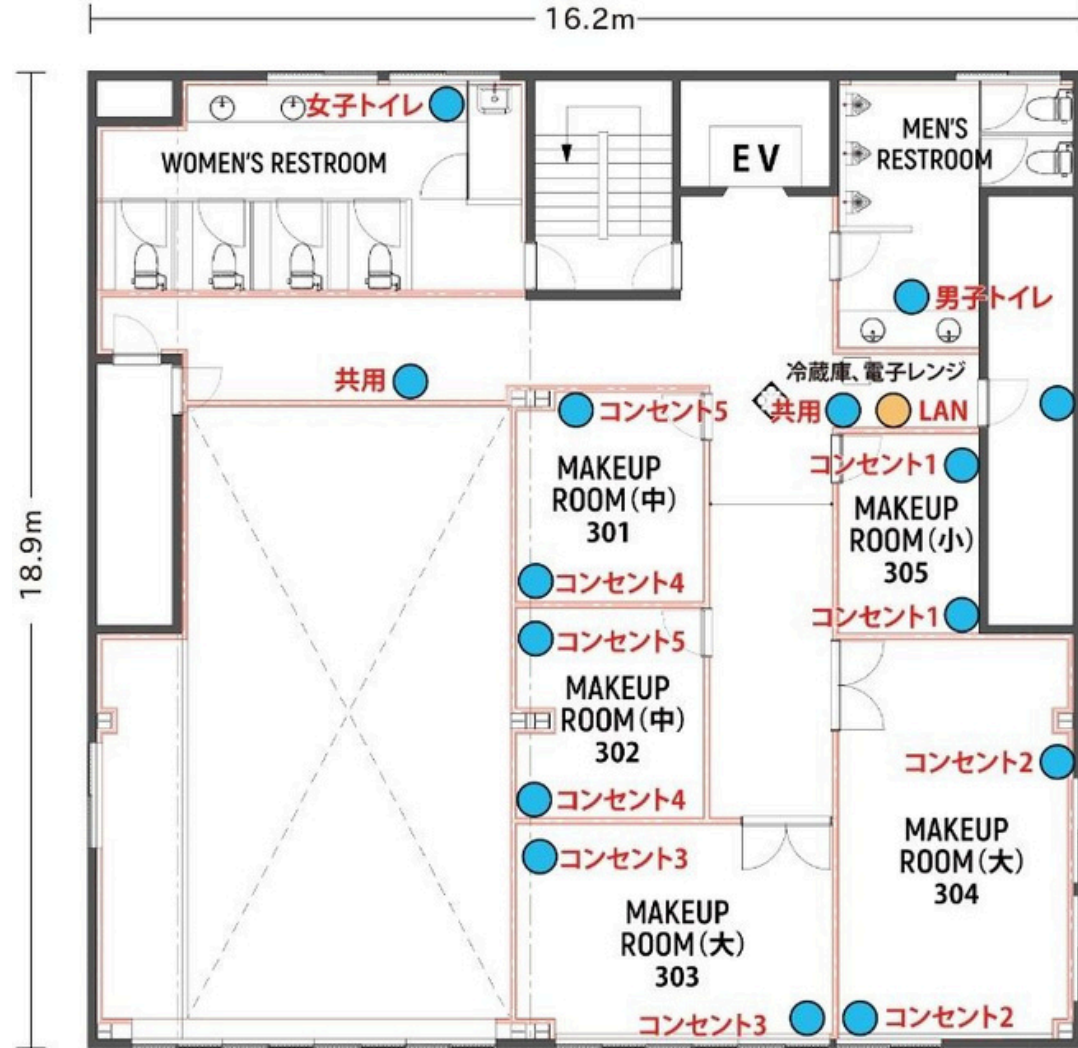 16.2m
18.9m
女子トイレ
WOMEN'S RESTROOM
EV
MEN'S
RESTROOM
男子トイレ
共用
冷蔵庫、電子レンジ
共用
LAN
コンセント5
MAKEUP
ROOM(中)
301
コンセント4
コンセント1
MAKEUP
ROOM(小)
305
コンセント1
コンセント5
MAKEUP
ROOM(中)
302
コンセント4
コンセント2
MAKEUP
ROOM(大)
304
コンセント2
コンセント3
MAKEUP
ROOM(大)
303
コンセント3